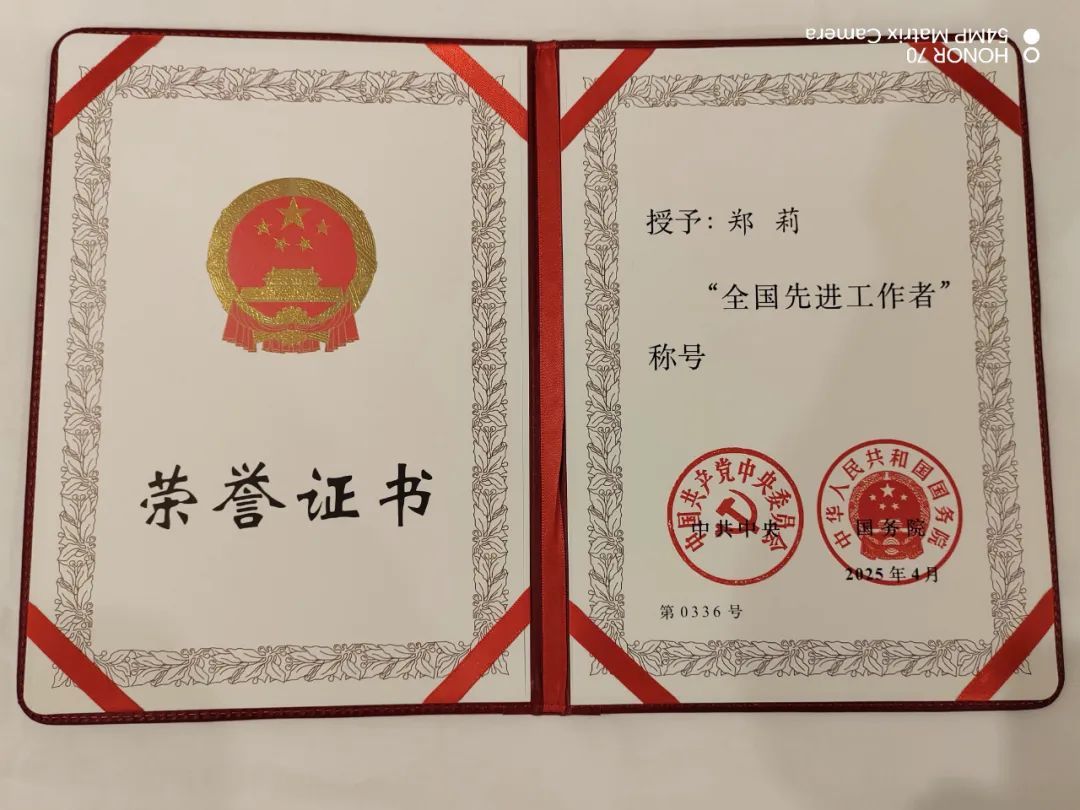 荣誉证书
授予：郑 莉
“全国先进工作者”
称号
中国共产党中央委员会
中共中央
中华人民共和国国务院
国务院
2025年4月
第0336号
HONOR 70
54MP Matrix Camera